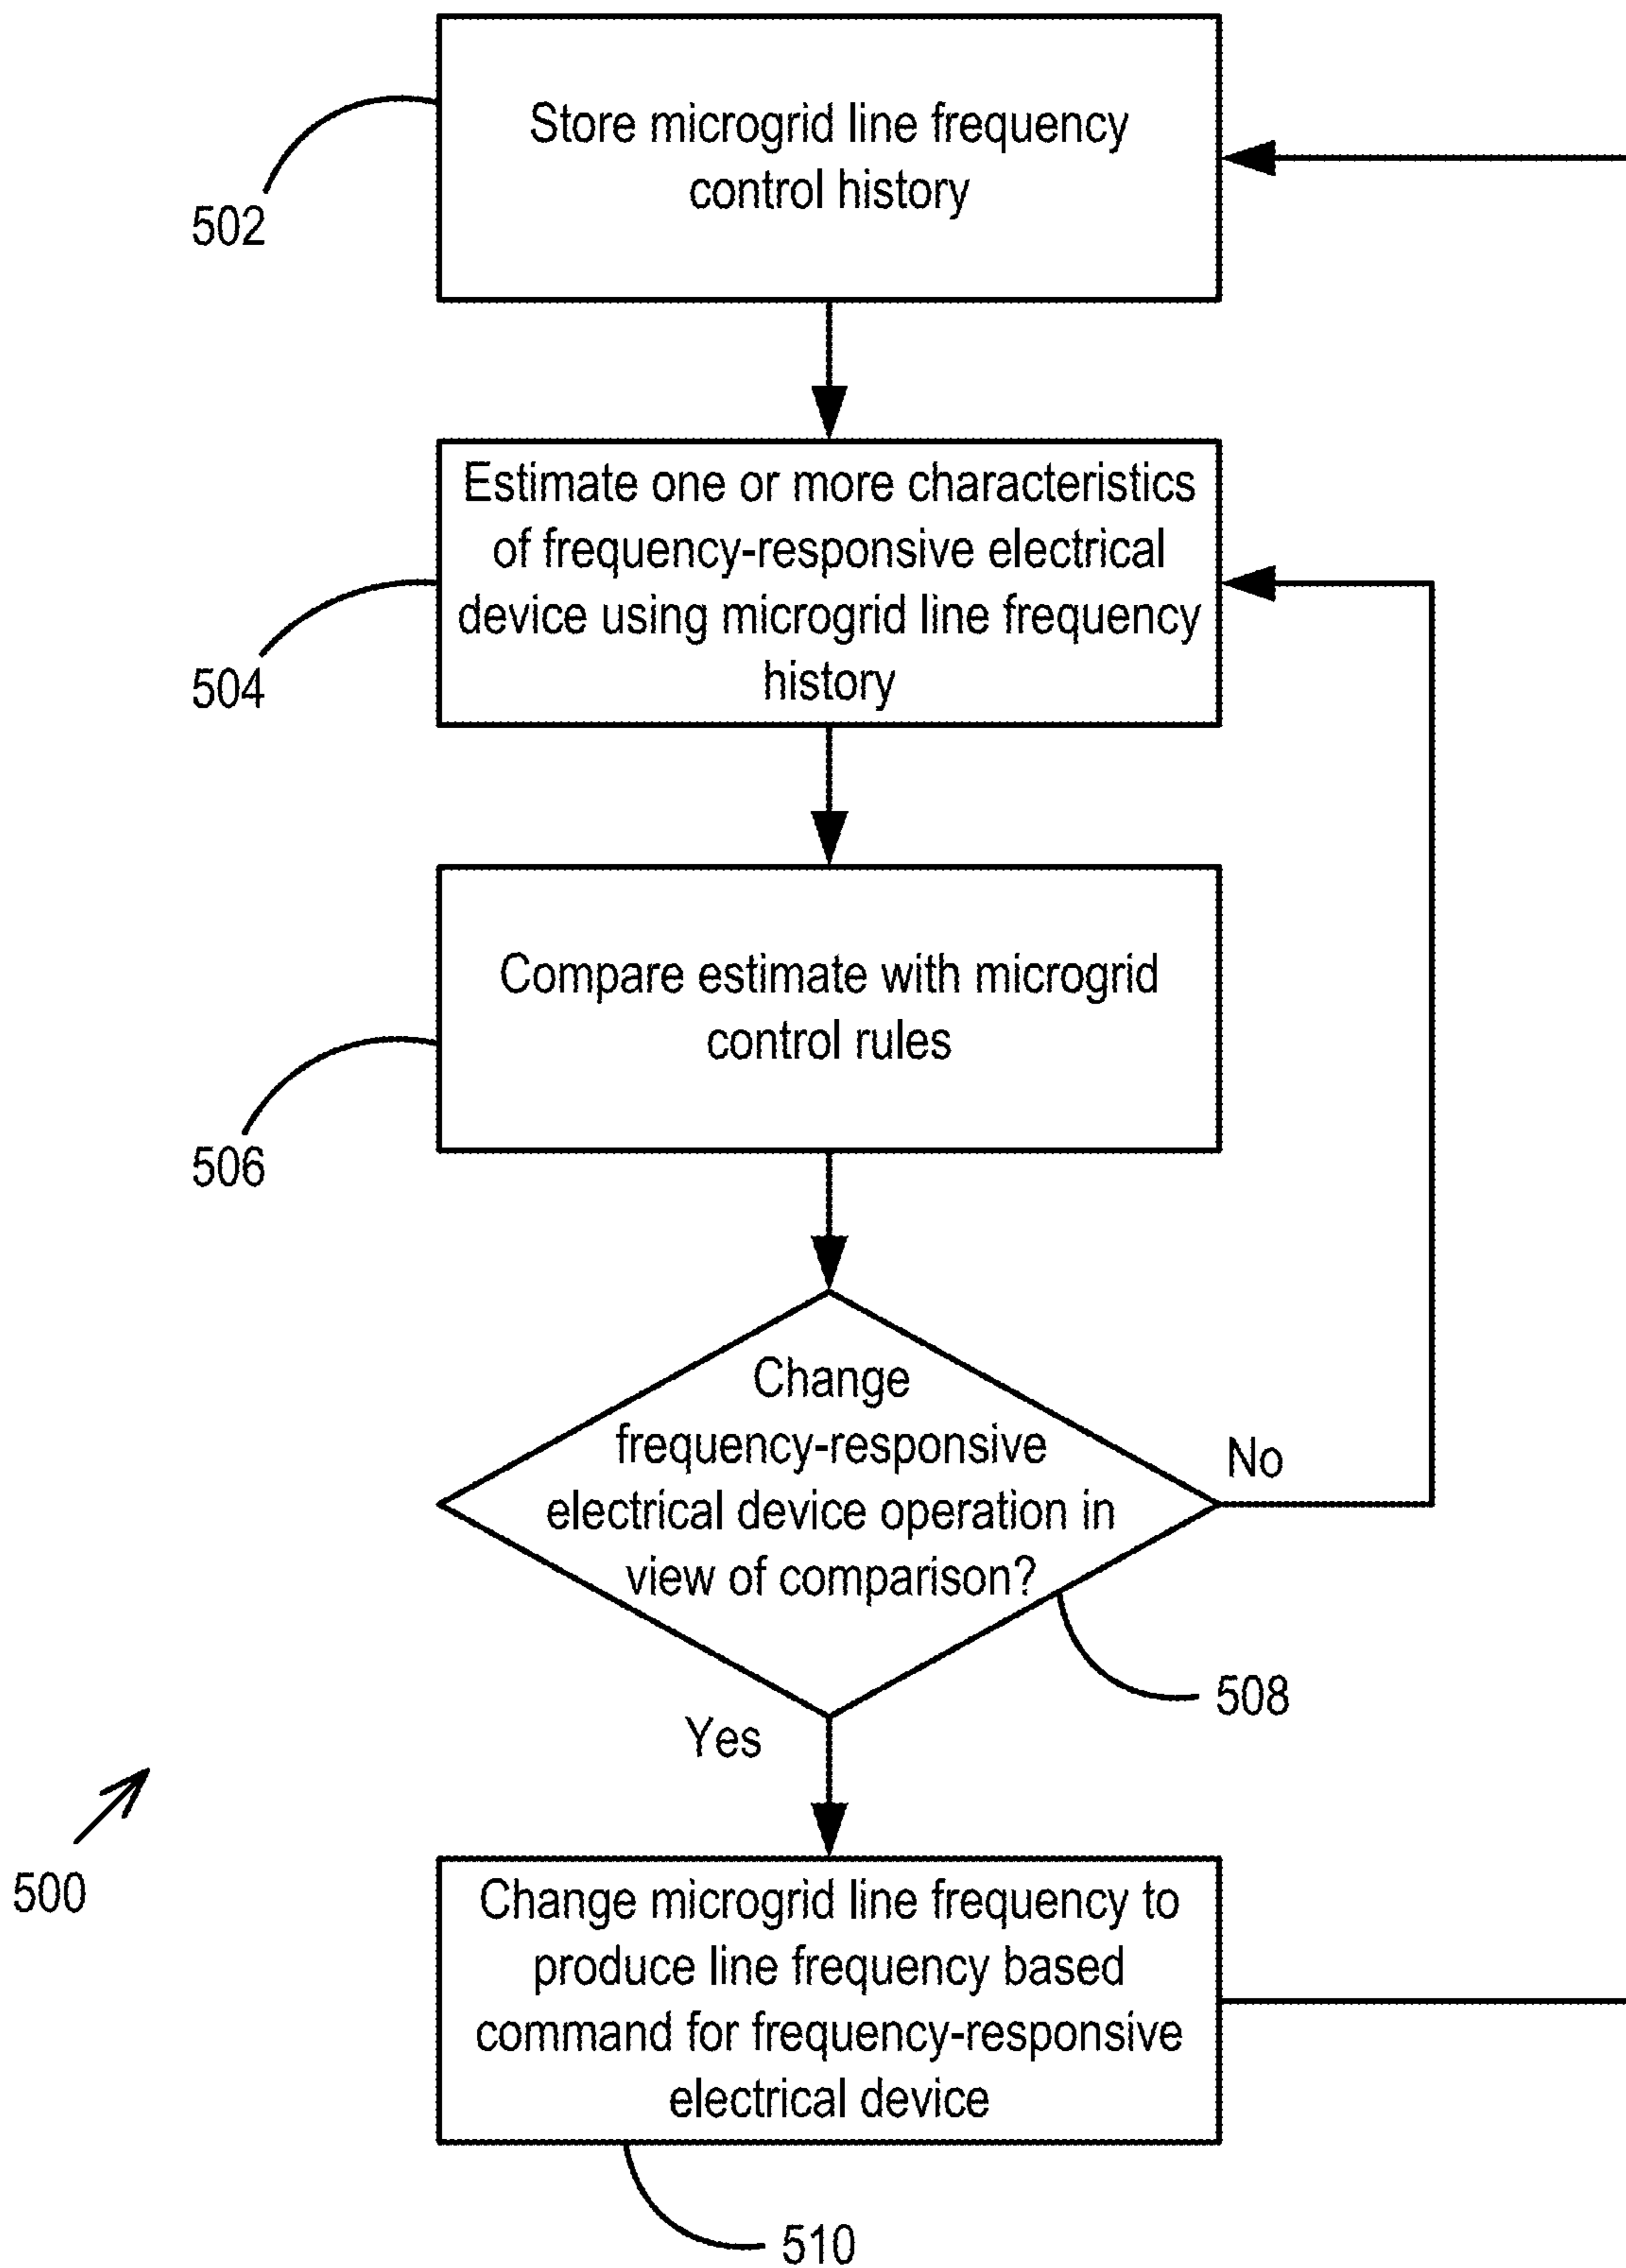 Store microgrid line frequency
control history
502
Estimate one or more characteristics
of frequency-responsive electrical
device using microgrid line frequency
history
504
Compare estimate with microgrid
control rules
506
Change
frequency-responsive
electrical device operation in
view of comparison?
No
508
Yes
500
Change microgrid line frequency to
produce line frequency based
command for frequency-responsive
electrical device
510